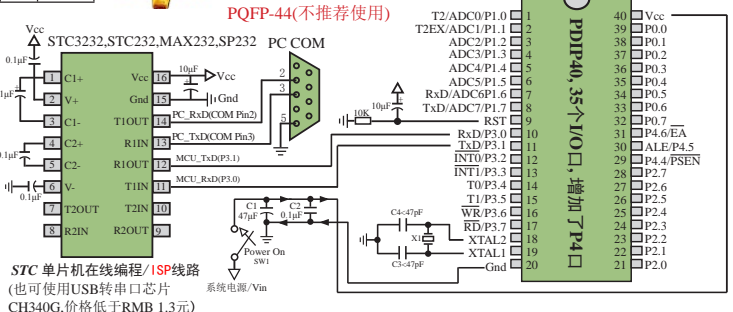 PQFP-44(不推荐使用)
Vcc
STC3232,STC232,MAX232,SP232
PC COM
0.1μF
10μF
Vcc
1 C1+
Vcc 16
2 V+
Gnd 15
Gnd
3 C1-
T1OUT 14
PC_RxD(COM Pin2)
4 C2+
R1IN 13
PC_TxD(COM Pin3)
5 C2-
R1OUT 12
MCU_TxD(P3.1)
6 V-
T1IN 11
MCU_RxD(P3.0)
7 T2OUT
T2IN 10
8 R2IN
R2OUT 9
0.1μF
2
3
5
C1
47μF
C2
0.1μF
Power On
SW1
系统电源/Vin
STC 单片机在线编程/ISP线路
(也可使用USB转串口芯片
CH340G,价格低于RMB 1.3元)
10μF
10K
C4<47pF
X1
C3<47pF
T2/ADC0/P1.0 1
T2EX/ADC1/P1.1 2
ADC2/P1.2 3
ADC3/P1.3 4
ADC4/P1.4 5
ADC5/P1.5 6
RxD/ADC6P1.6 7
TxD/ADC7/P1.7 8
RST 9
RxD/P3.0 10
TxD/P3.1 11
INT0/P3.2 12
INT1/P3.3 13
T0/P3.4 14
T1/P3.5 15
WR/P3.6 16
RD/P3.7 17
XTAL2 18
XTAL1 19
Gnd 20
PDIP40, 35个I/O口, 增加了P4口
40 Vcc
39 P0.0
38 P0.1
37 P0.2
36 P0.3
35 P0.4
34 P0.5
33 P0.6
32 P0.7
31 P4.6/EA
30 ALE/P4.5
29 P4.4/PSEN
28 P2.7
27 P2.6
26 P2.5
25 P2.4
24 P2.3
23 P2.2
22 P2.1
21 P2.0